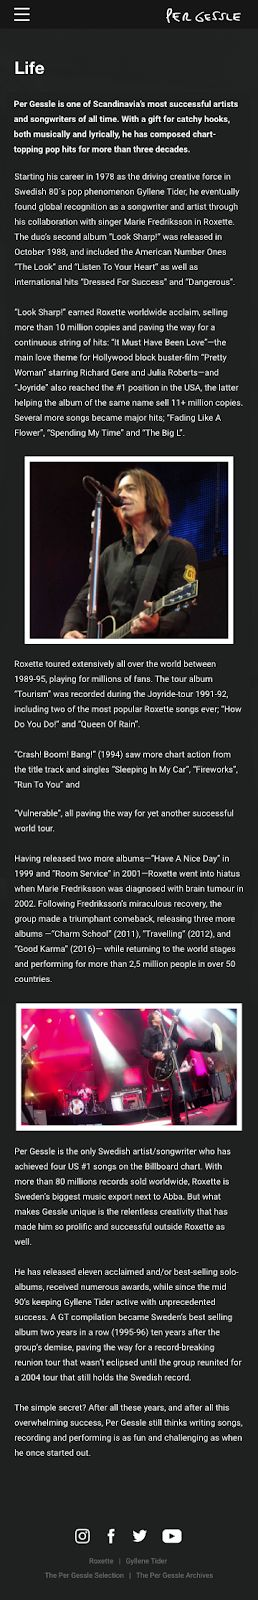 PER GESSLE
Life
Per Gessle is one of Scandinavia's most successful artists
and songwriters of all time. With a gift for catchy hooks,
both musically and lyrically, he has composed chart-
topping pop hits for more than three decades.
Starting his career in 1978 as the driving creative force in
Swedish 80´s pop phenomenon Gyllene Tider, he eventually
found global recognition as a songwriter and artist through
his collaboration with singer Marie Fredriksson in Roxette.
The duo's second album "Look Sharp!" was released in
October 1988, and included the American Number Ones
"The Look" and "Listen To Your Heart" as well as
international hits "Dressed For Success" and "Dangerous".
"Look Sharp!" earned Roxette worldwide acclaim, selling
more than 10 million copies and paving the way for a
continuous string of hits: "It Must Have Been Love"—the
main love theme for Hollywood block buster-film "Pretty
Woman" starring Richard Gere and Julia Roberts—and
"Joyride" also reached the #1 position in the USA, the latter
helping the album of the same name sell 11+ million copies.
Several more songs became major hits; "Fading Like A
Flower", "Spending My Time" and "The Big L".
Roxette toured extensively all over the world between
1989-95, playing for millions of fans. The tour album
"Tourism" was recorded during the Joyride-tour 1991-92,
including two of the most popular Roxette songs ever; "How
Do You Do!" and "Queen Of Rain".
"Crash! Boom! Bang!" (1994) saw more chart action from
the title track and singles "Sleeping In My Car", "Fireworks",
"Run To You" and
"Vulnerable", all paving the way for yet another successful
world tour.
Having released two more albums—"Have A Nice Day" in
1999 and "Room Service" in 2001—Roxette went into hiatus
when Marie Fredriksson was diagnosed with brain tumour in
2002. Following Fredriksson's miraculous recovery, the
group made a triumphant comeback, releasing three more
albums —"Charm School" (2011), "Travelling" (2012), and
"Good Karma" (2016)— while returning to the world stages
and performing for more than 2,5 million people in over 50
countries.
Per Gessle is the only Swedish artist/songwriter who has
achieved four US #1 songs on the Billboard chart. With
more than 80 millions records sold worldwide, Roxette is
Sweden's biggest music export next to Abba. But what
makes Gessle unique is the relentless creativity that has
made him so prolific and successful outside Roxette as
well.
He has released eleven acclaimed and/or best-selling solo-
albums, received numerous awards, while since the mid
90's keeping Gyllene Tider active with unprecedented
success. A GT compilation became Sweden's best selling
album two years in a row (1995-96) ten years after the
group's demise, paving the way for a record-breaking
reunion tour that wasn't eclipsed until the group reunited for
a 2004 tour that still holds the Swedish record.
The simple secret? After all these years, and after all this
overwhelming success, Per Gessle still thinks writing songs,
recording and performing is as fun and challenging as when
he once started out.
Roxette | Gyllene Tider
The Per Gessle Selection | The Per Gessle Archives